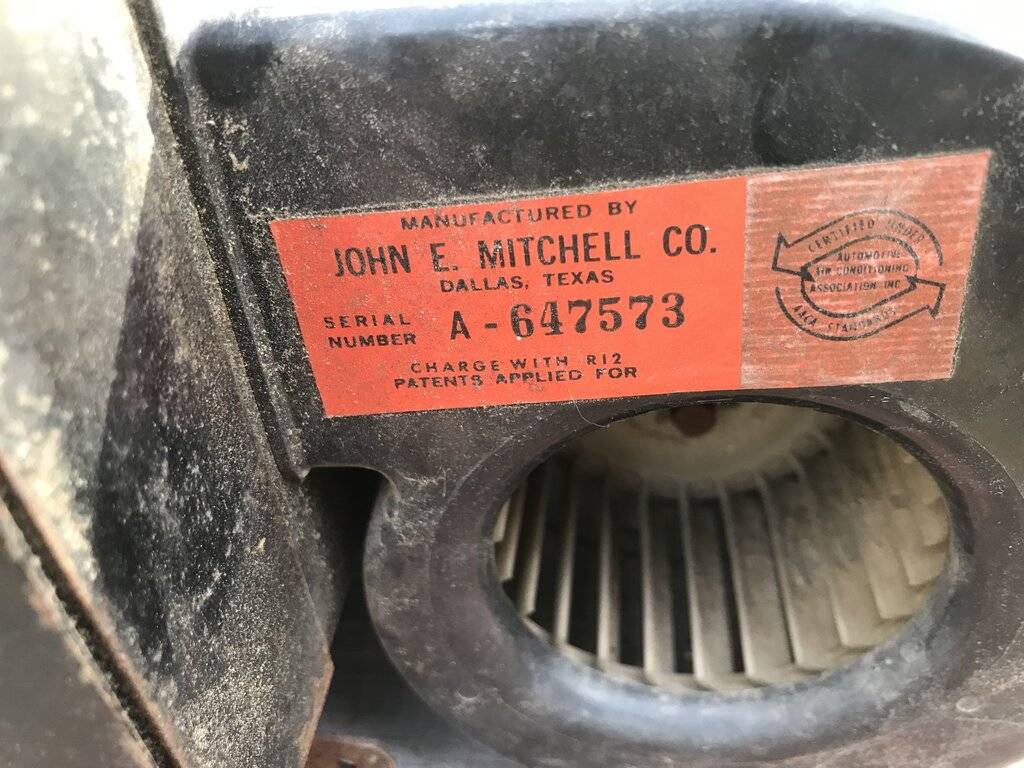 MANUFACTURED BY
JOHN E. MITCHELL CO.
DALLAS, TEXAS
SERIAL
NUMBER A-647573
CHARGE WITH R12
PATENTS APPLIED FOR
CERTIFIED UNDER
AUTOMOTIVE
AIR CONDITIONING
ASSOCIATION INC
AACA STANDARDS